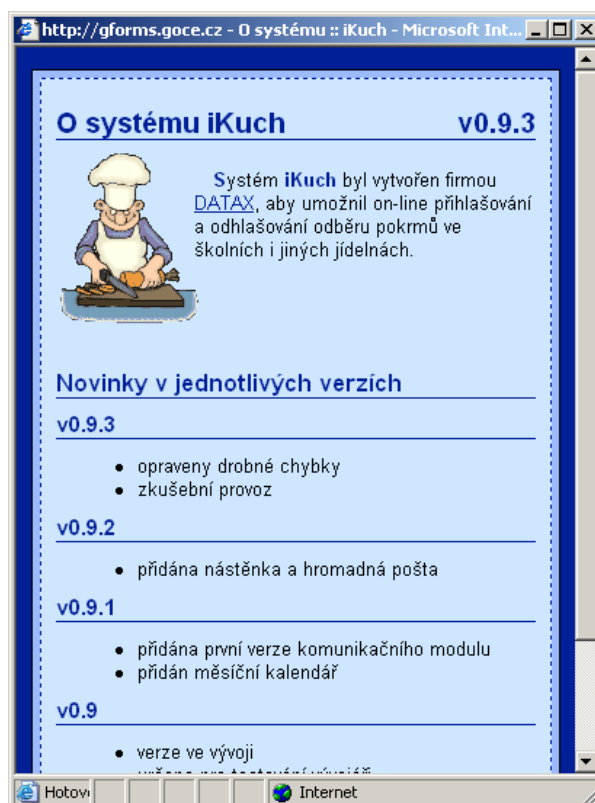 http://gforms.goce.cz - O systému :: iKuch - Microsoft Int...
O systému iKuch v0.9.3
Systém iKuch byl vytvořen firmou
DATAX, aby umožnil on-line přihlašování
a odhlašování odběru pokrmů ve
školních i jiných jídelnách.
Novinky v jednotlivých verzích
v0.9.3
• opraveny drobné chybky
• zkušební provoz
v0.9.2
• přidána nástěnka a hromadná pošta
v0.9.1
• přidána první verze komunikačního modulu
• přidán měsíční kalendář
v0.9
• verze ve vývoji
Hotovo
Internet